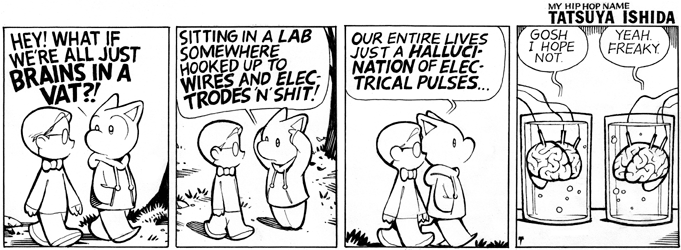 MY HIP HOP NAME
TATSUYA ISHIDA
HEY! WHAT IF
WE'RE ALL JUST
BRAINS IN A
VAT?!
SITTING IN A LAB
SOMEWHERE
HOOKED UP TO
WIRES AND ELEC-
TRODES 'N' SHIT!
OUR ENTIRE LIVES
JUST A HALLUCI-
NATION OF ELEC-
TRICAL PULSES...
GOSH
I HOPE
NOT.
YEAH.
FREAKY.